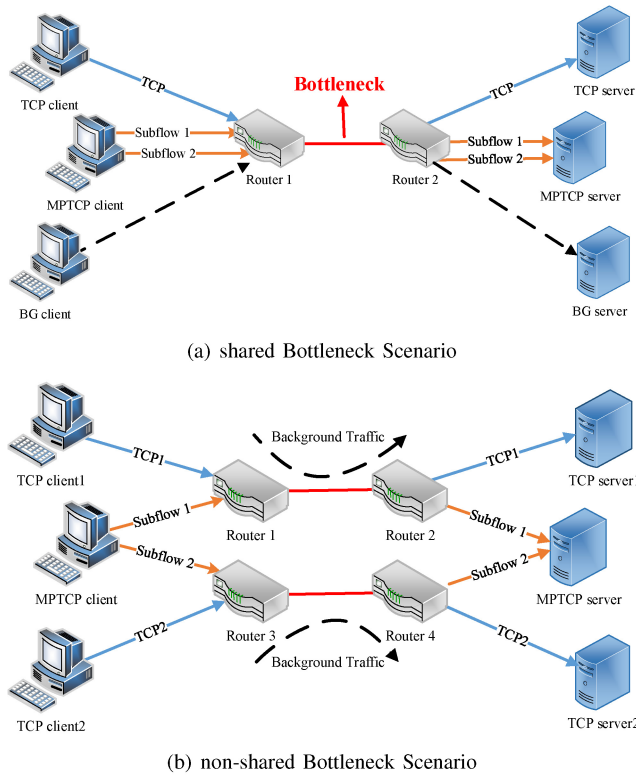 TCP
TCP
Bottleneck
TCP client
TCP server
Subflow 1
Subflow 2
Subflow 1
Subflow 2
Router 1
Router 2
MPTCP client
MPTCP server
BG client
BG server
(a) shared Bottleneck Scenario
Background Traffic
TCP1
TCP1
TCP client1
TCP server1
Subflow 1
Router 1
Router 2
Subflow 1
Subflow 2
Subflow 2
MPTCP client
MPTCP server
TCP2
Router 3
Router 4
TCP2
Background Traffic
TCP client2
TCP server2
(b) non-shared Bottleneck Scenario